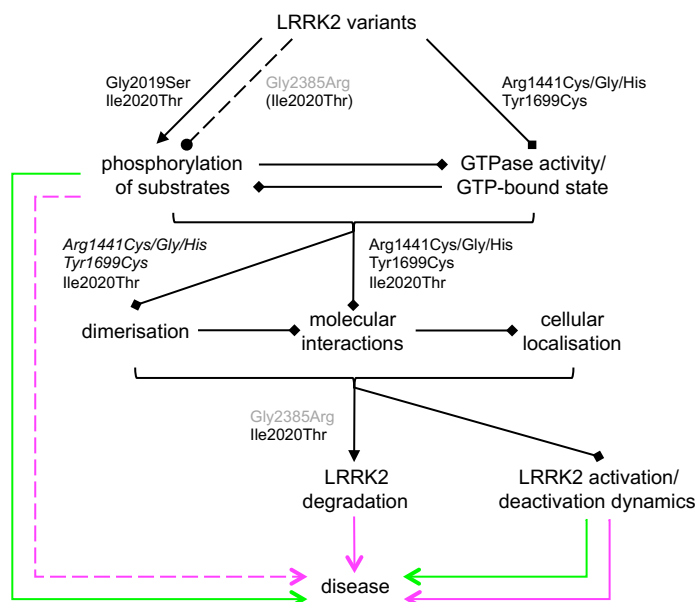 LRRK2 variants
Gly2019Ser
Ile2020Thr
Gly2385Arg
(Ile2020Thr)
Arg1441Cys/Gly/His
Tyr1699Cys
phosphorylation
of substrates
GTPase activity/
GTP-bound state
Arg1441Cys/Gly/His
Tyr1699Cys
Ile2020Thr
Arg1441Cys/Gly/His
Tyr1699Cys
Ile2020Thr
dimerisation
molecular
interactions
cellular
localisation
Gly2385Arg
Ile2020Thr
LRRK2
degradation
LRRK2 activation/
deactivation dynamics
disease